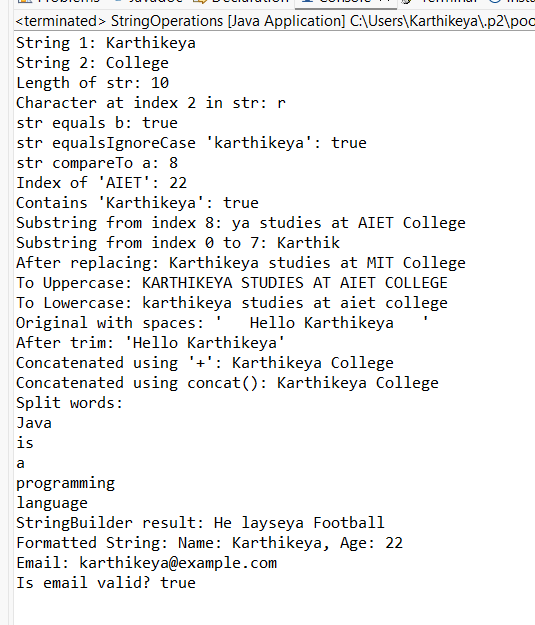 <terminated> StringOperations [Java Application] C:\Users\Karthikeya\.p2\poo
String 1: Karthikeya
String 2: College
Length of str: 10
Character at index 2 in str: r
str equals b: true
str equalsIgnoreCase 'karthikeya': true
str compareTo a: 8
Index of 'AIET': 22
Contains 'Karthikeya': true
Substring from index 8: ya studies at AIET College
Substring from index 0 to 7: Karthik
After replacing: Karthikeya studies at MIT College
To Uppercase: KARTHIKEYA STUDIES AT AIET COLLEGE
To Lowercase: karthikeya studies at aiet college
Original with spaces: '   Hello Karthikeya   '
After trim: 'Hello Karthikeya'
Concatenated using '+': Karthikeya College
Concatenated using concat(): Karthikeya College
Split words:
Java
is
a
programming
language
StringBuilder result: He layseya Football
Formatted String: Name: Karthikeya, Age: 22
Email: karthikeya@example.com
Is email valid? true